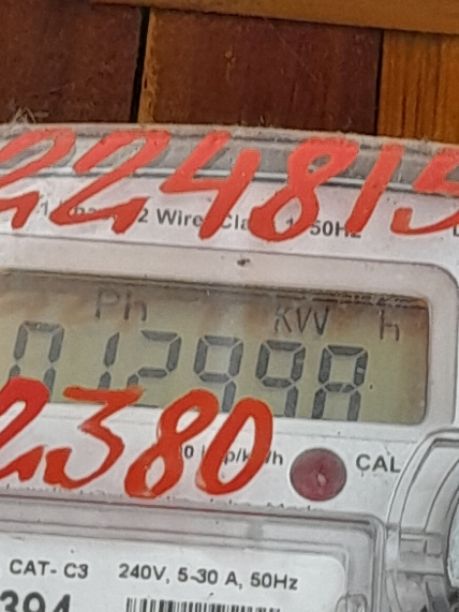 224815
2 Wire 50Hz
Ph KW h
012998
2380
CAL
CAT- C3 240V, 5-30 A, 50Hz
394